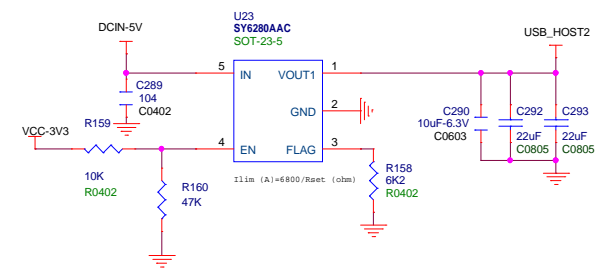 U23
SY6280AAC
SOT-23-5
DCIN-5V
USB_HOST2
5 IN VOUT1 1
C289
104
C0402
GND 2
C290
10uF-6.3V
C0603
C292
22uF
C0805
C293
22uF
C0805
R159
VCC-3V3
4 EN FLAG 3
10K
R0402
R160
47K
Ilim (A)=6800/Rset (ohm)
R158
6K2
R0402